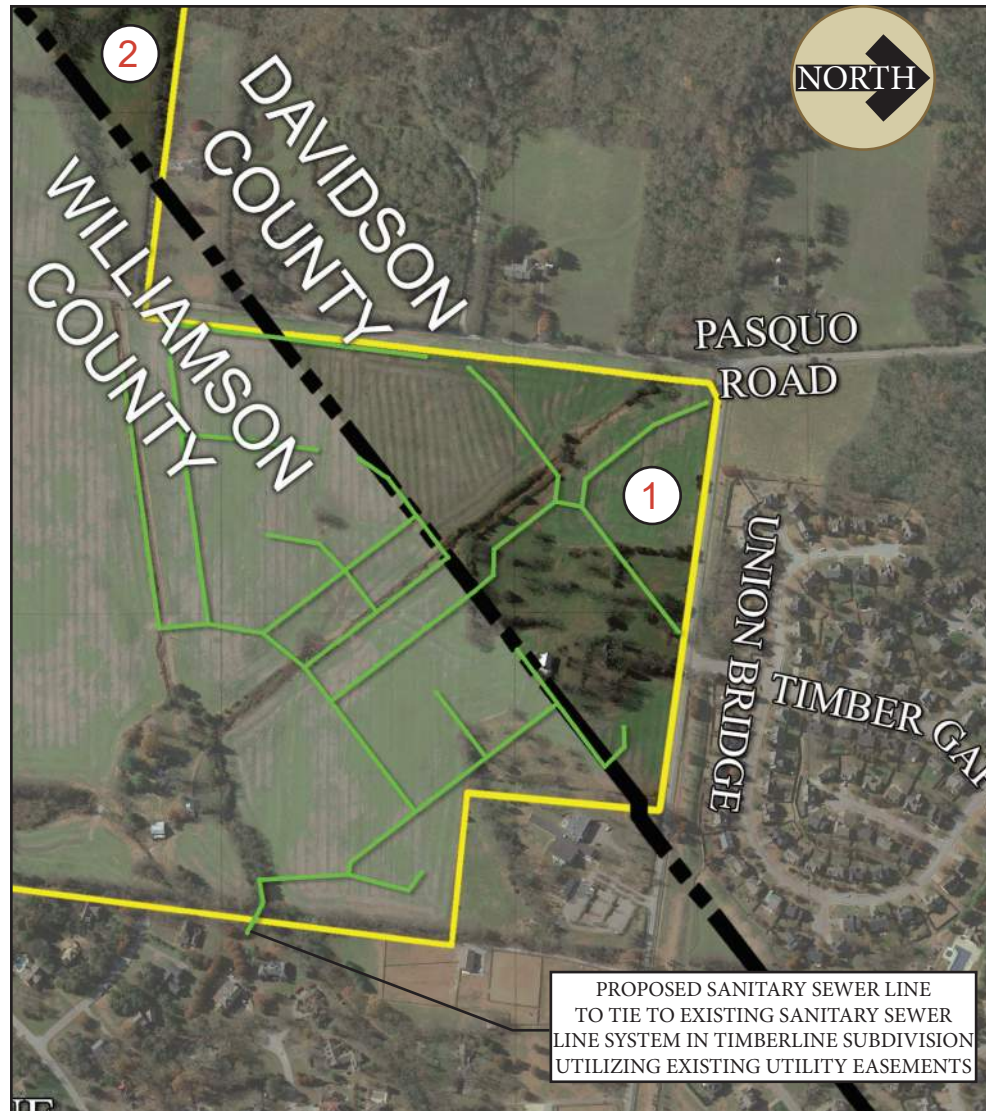 2
NORTH
DAVIDSON
COUNTY
WILLIAMSON
COUNTY
PASQUO
ROAD
1
UNION BRIDGE
TIMBER GAP
PROPOSED SANITARY SEWER LINE
TO TIE TO EXISTING SANITARY SEWER
LINE SYSTEM IN TIMBERLINE SUBDIVISION
UTILIZING EXISTING UTILITY EASEMENTS